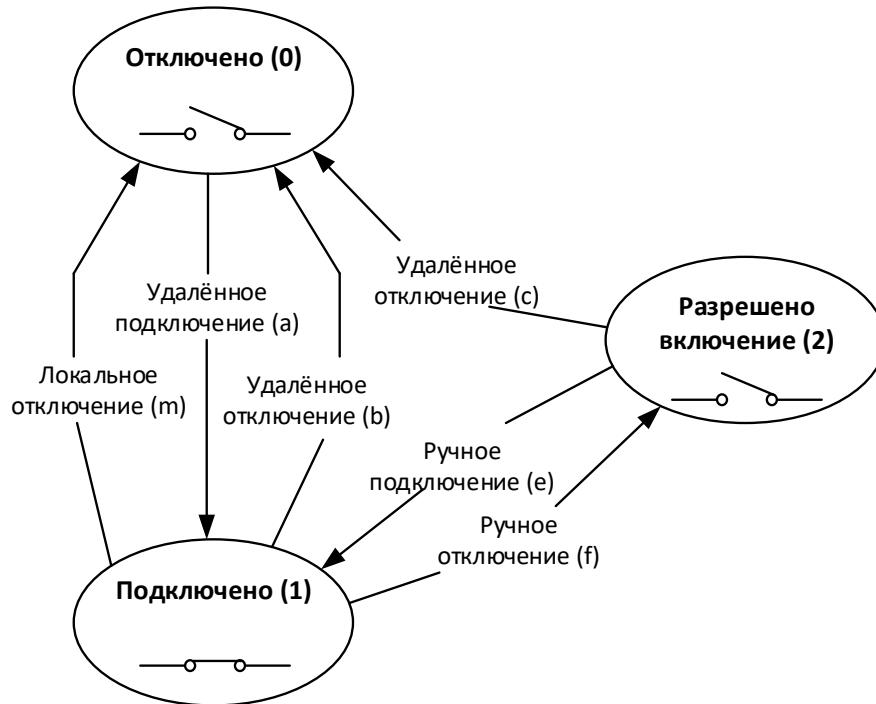 Отключено (0)
Удалённое
подключение (a)
Удалённое
отключение (c)
Разрешено
включение (2)
Локальное
отключение (m)
Удалённое
отключение (b)
Ручное
подключение (e)
Ручное
отключение (f)
Подключено (1)